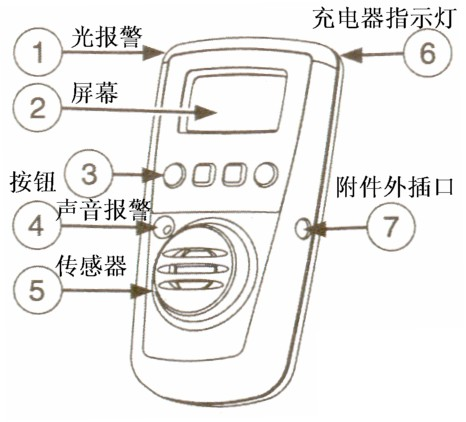 充电器指示灯
① 光报警
⑥
② 屏幕
按钮 ③
附件外插口
④ 声音报警
⑦
⑤ 传感器